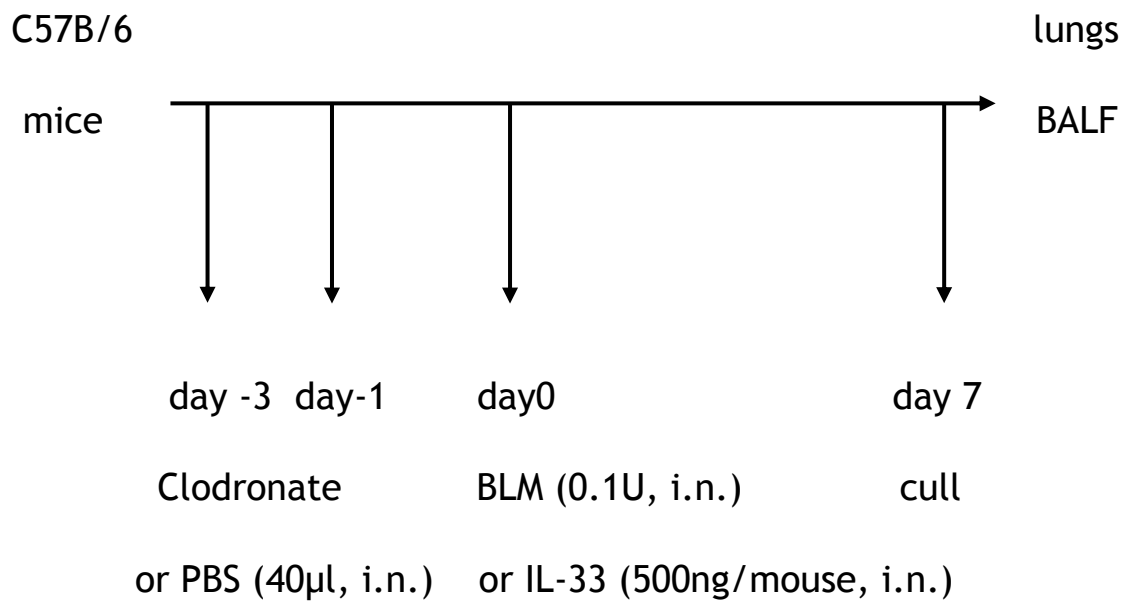 C57B/6 lungs
mice BALF
day -3 day-1 day0 day 7
Clodronate BLM (0.1U, i.n.) cull
or PBS (40µl, i.n.) or IL-33 (500ng/mouse, i.n.)